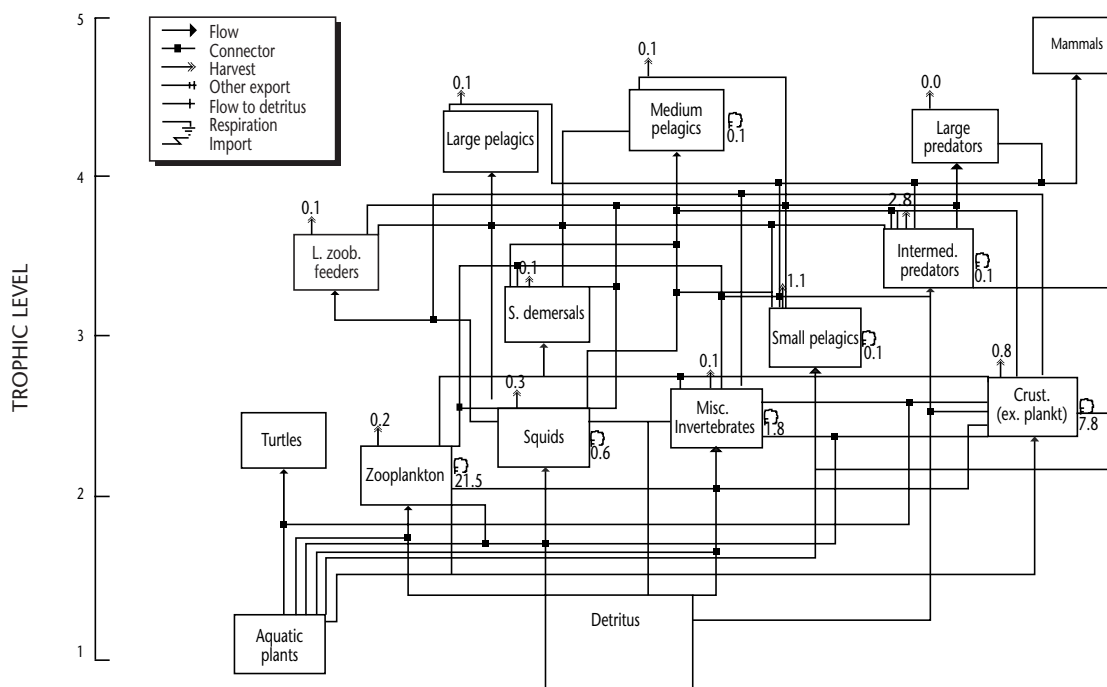 TROPHIC LEVEL
5
4
3
2
1
Flow
Connector
Harvest
Other export
Flow to detritus
Respiration
Import
Mammals
0.1
Medium
pelagics
0.1
0.1
Large pelagics
0.0
Large
predators
0.1
L. zoob.
feeders
2.8
Intermed.
predators
0.1
0.1
S. demersals
1.1
Small pelagics
0.1
0.8
Crust.
(ex. plankt)
7.8
0.1
Misc.
Invertebrates
1.8
0.3
Squids
0.6
Turtles
0.2
Zooplankton
21.5
Detritus
Aquatic
plants